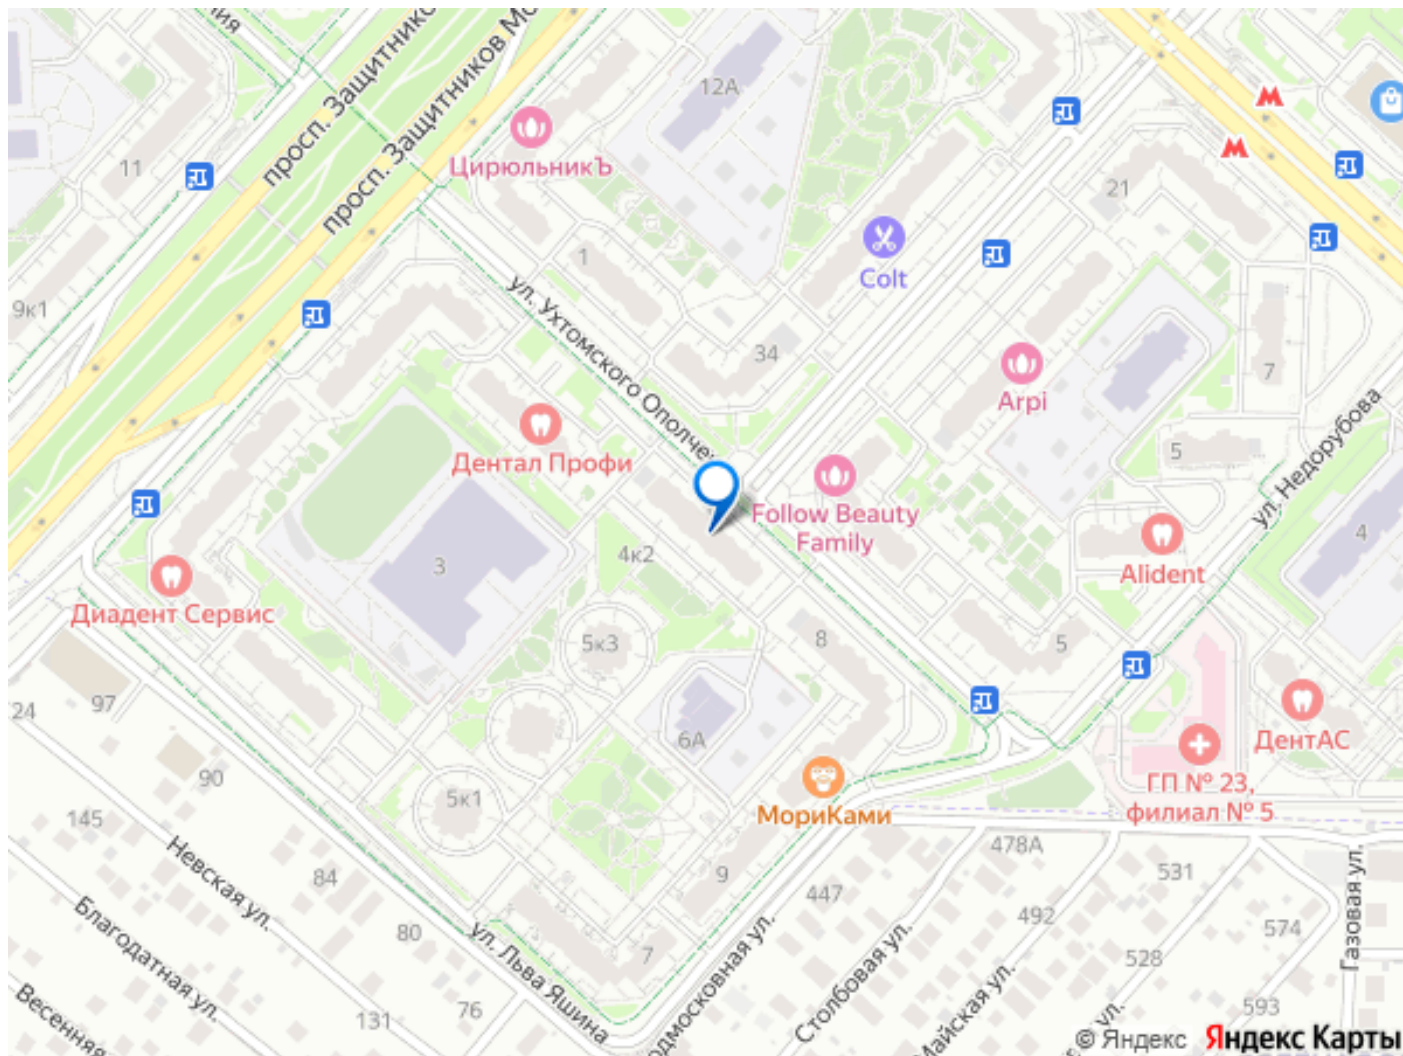 ния
просп. Защитников
просп. Защитников Мо
12А
11
ЦирюльникЪ
21
1
Colt
9к1
ул. Ухтомского Ополче
34
7
Arpi
ул. Недорубова
5
Дентал Профи
Follow Beauty
Family
4
4к2
3
Alident
Диадент Сервис
5к3
8
5
97
24
6А
ДентАС
90
ГП № 23,
филиал № 5
5к1
МориКами
145
478А
Невская ул.
84
9
447
531
Газовая ул.
Благодатная ул.
492
574
80
ул. Льва Яшина
7
одмосковная ул.
Столбовая ул.
528
Весенняя
76
131
Майская ул.
593
ул.
© Яндекс Яндекс Карты